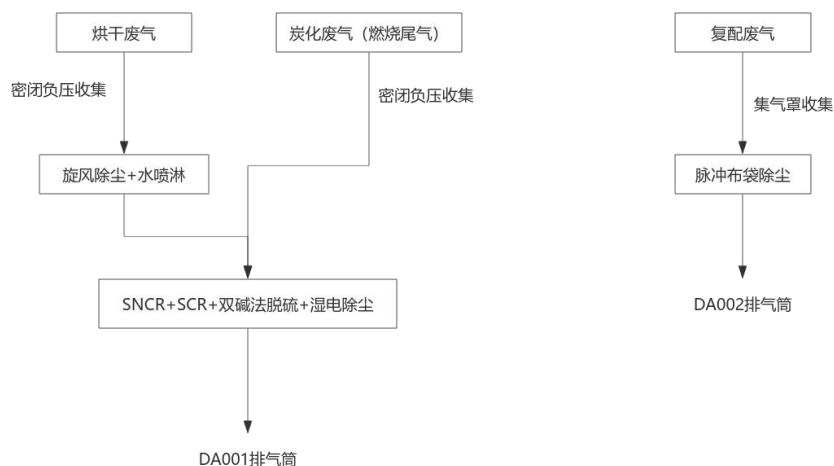 烘干废气
炭化废气（燃烧尾气）
复配废气
密闭负压收集
密闭负压收集
集气罩收集
旋风除尘+水喷淋
脉冲布袋除尘
SNCR+SCR+双碱法脱硫+湿电除尘
DA002排气筒
DA001排气筒